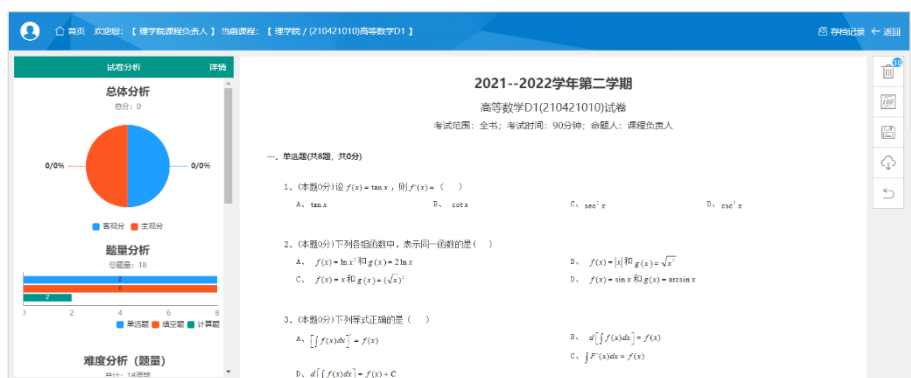 首页 欢迎您:【 理学院课程负责人 】 当前课程:【 理学院 / (210421010)高等数学D1 】 存档记录 返回
试卷分析 详情
总体分析
总分: 0
0/0% 0/0%
客观分 主观分
题量分析
总题量: 18
8
8
2
0 2 4 6 8
单选题 填空题 计算题
难度分析(题量)
总计: 18道题
2021--2022学年第二学期
高等数学D1(210421010)试卷
考试范围: 全书; 考试时间: 90分钟; 命题人: 课程负责人
一、单选题(共8题, 共0分)
1、(本题0分)设 f(x) = tan x , 则 f'(x) = ( )
A、 tan x B、 cot x C、 sec² x D、 csc² x
2、(本题0分)下列各组函数中, 表示同一函数的是( )
A、 f(x) = ln x² 和 g(x) = 2 ln x B、 f(x) = |x| 和 g(x) = √x²
C、 f(x) = x 和 g(x) = (√x)² D、 f(x) = sin x 和 g(x) = arcsin x
3、(本题0分)下列等式正确的是( )
A、 [∫ f(x)dx]' = f(x) B、 d[∫ f(x)dx] = f(x)
C、 ∫ F'(x)dx = f(x)
D、 d[∫ f(x)dx] = f(x) + C
18
100